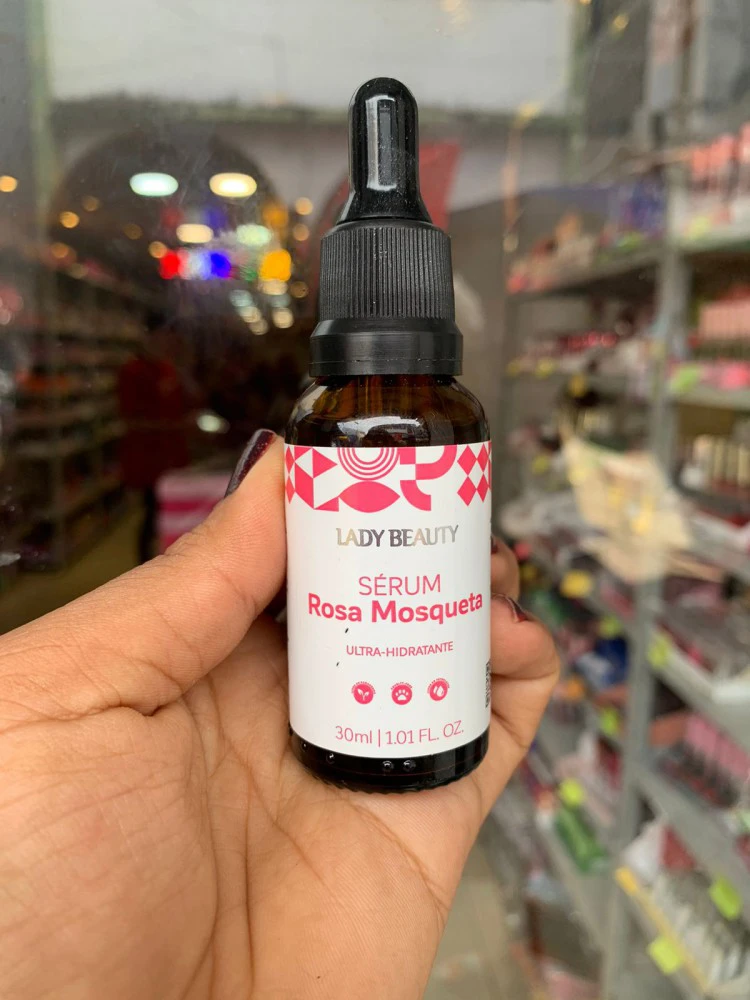 LADY BEAUTY
SÉRUM
Rosa Mosqueta
ULTRA-HIDRATANTE
30ml | 1.01 FL. OZ.